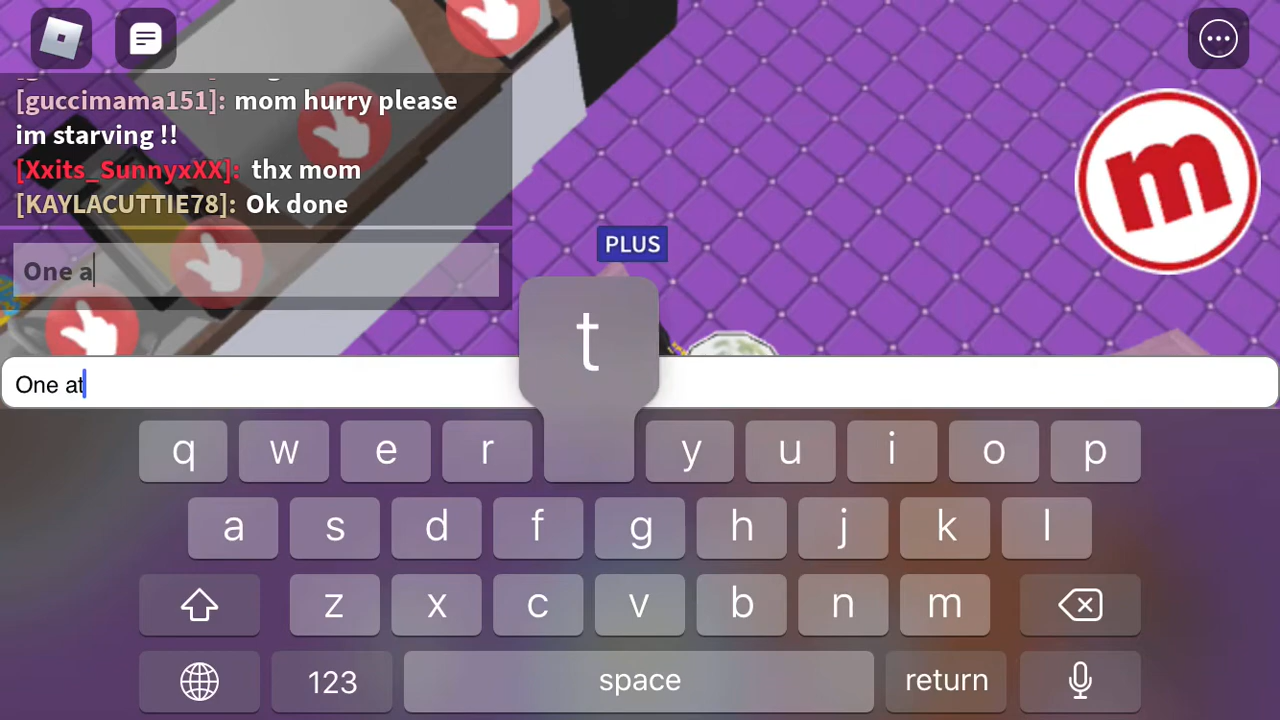 [guccimama151]: mom hurry please
im starving !!
[Xxits_SunnyxXX]: thx mom
[KAYLACUTTIE78]: Ok done
One a
m
PLUS
t
One at
q w e r y u i o p
a s d f g h j k l
z x c v b n m
123 space return